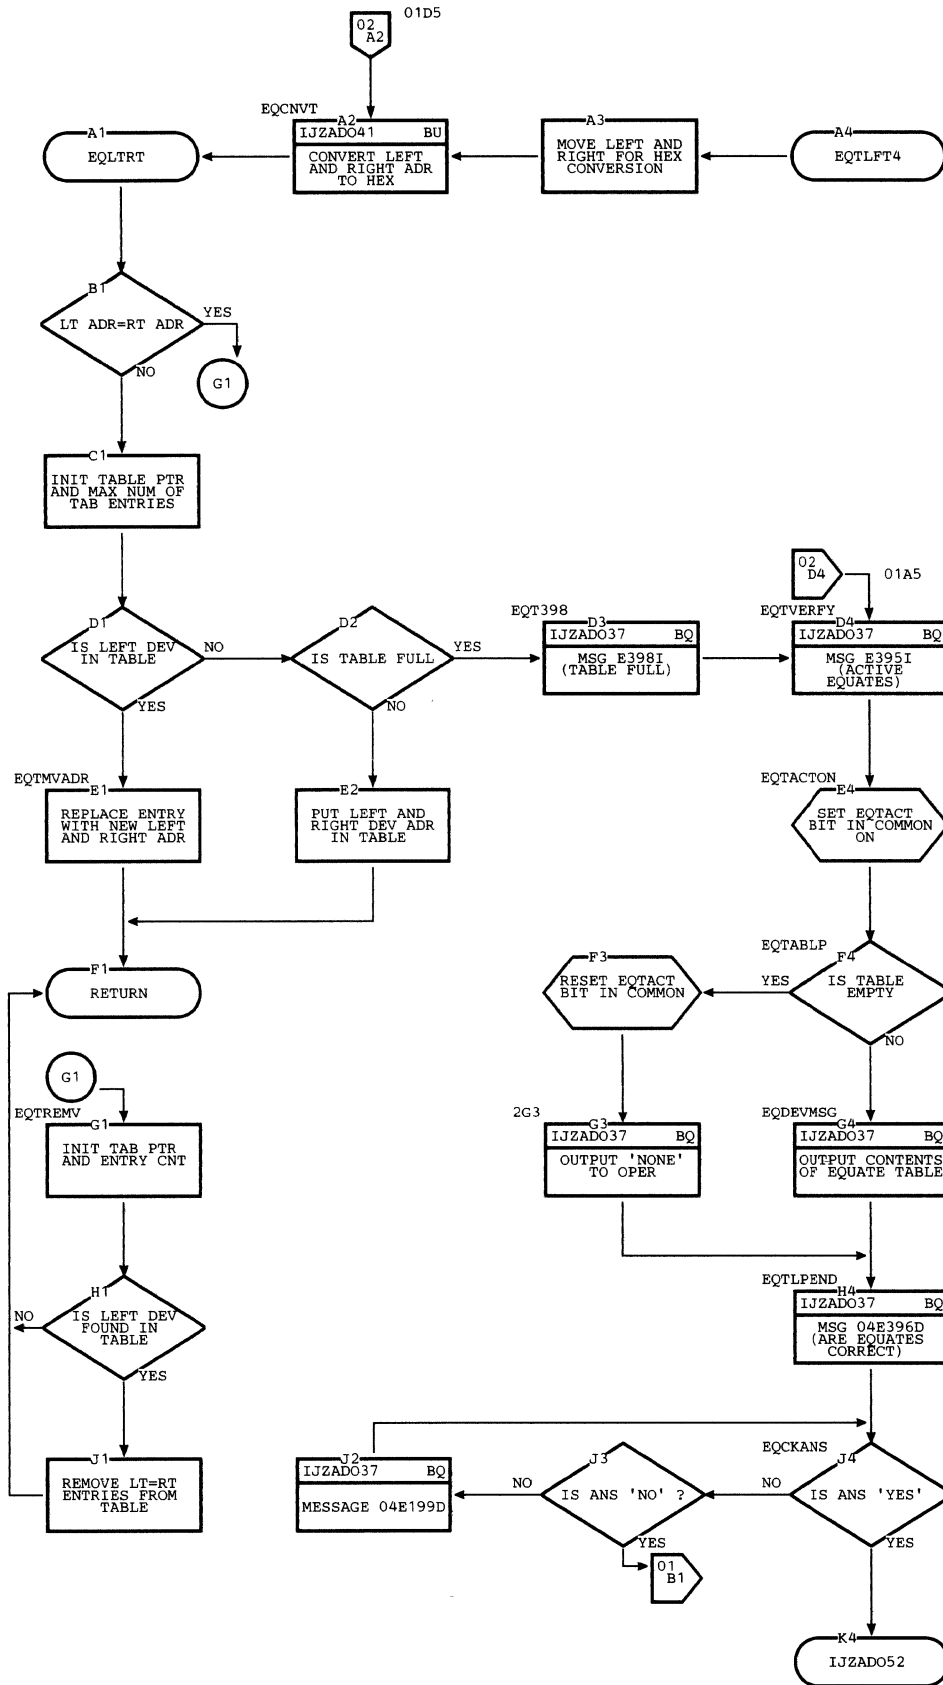 02
A2
01D5
EQCNVT
A1
EQLTRT
A2
IJZADO41 BU
CONVERT LEFT
AND RIGHT ADR
TO HEX
A3
MOVE LEFT AND
RIGHT FOR HEX
CONVERSION
A4
EQTLFT4
B1
LT ADR=RT ADR
YES
NO
G1
C1
INIT TABLE PTR
AND MAX NUM OF
TAB ENTRIES
02
D4
01A5
D1
IS LEFT DEV
IN TABLE
NO
YES
D2
IS TABLE FULL
YES
NO
EQT398
D3
IJZADO37 BQ
MSG E398I
(TABLE FULL)
EQTVERFY
D4
IJZADO37 BQ
MSG E395I
(ACTIVE
EQUATES)
EQTMVADR
E1
REPLACE ENTRY
WITH NEW LEFT
AND RIGHT ADR
E2
PUT LEFT AND
RIGHT DEV ADR
IN TABLE
EQTACTON
E4
SET EQTACT
BIT IN COMMON
ON
F1
RETURN
F3
RESET EQTACT
BIT IN COMMON
EQTABLP
F4
IS TABLE
EMPTY
YES
NO
G1
EQTREMV
G1
INIT TAB PTR
AND ENTRY CNT
2G3
G3
IJZADO37 BQ
OUTPUT 'NONE'
TO OPER
EQDEVMSG
G4
IJZADO37 BQ
OUTPUT CONTENTS
OF EQUATE TABLE
H1
IS LEFT DEV
FOUND IN
TABLE
NO
YES
EQTLPEND
H4
IJZADO37 BQ
MSG 04E396D
(ARE EQUATES
CORRECT)
J1
REMOVE LT=RT
ENTRIES FROM
TABLE
J2
IJZADO37 BQ
MESSAGE 04E199D
J3
IS ANS 'NO' ?
NO
YES
01
B1
EQCKANS
J4
IS ANS 'YES'
NO
YES
K4
IJZADO52